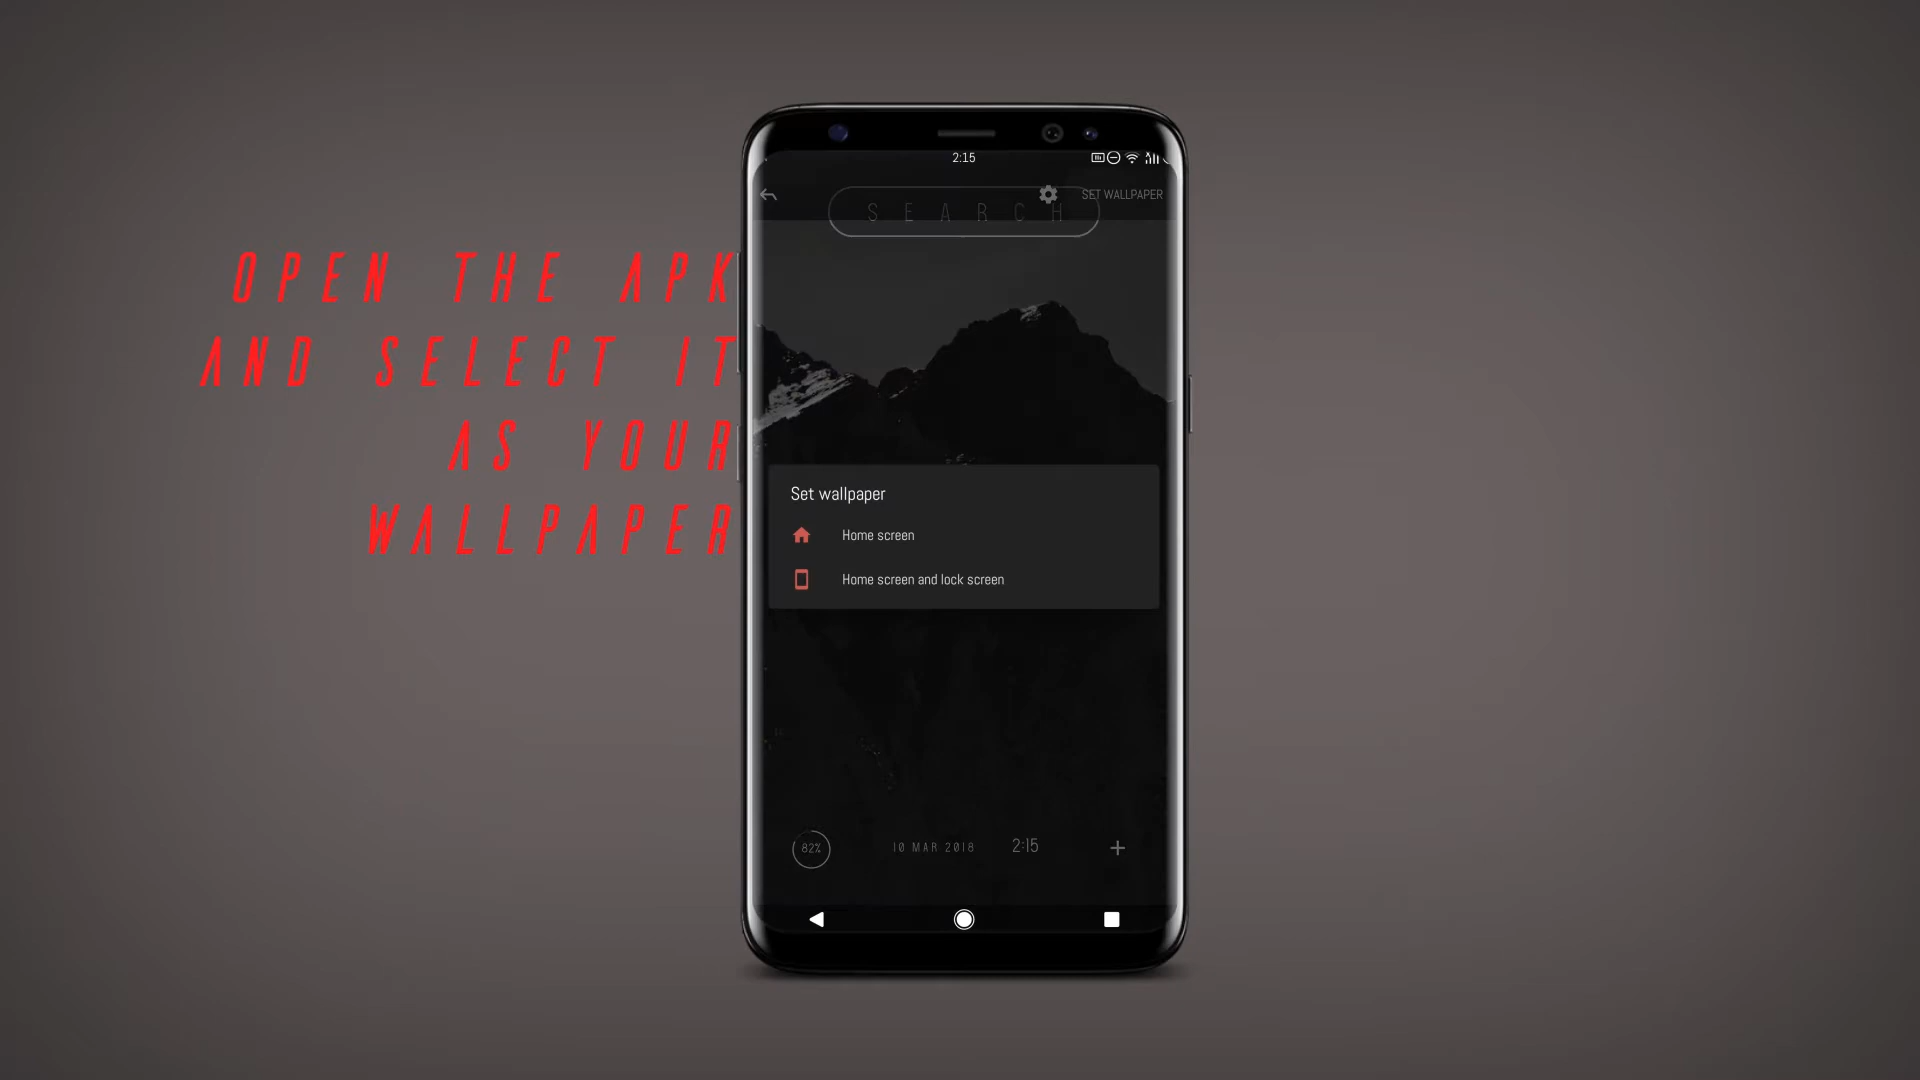 2:15
SET WALLPAPER
SEARCH
OPEN THE APK
AND SELECT IT
AS YOUR
WALLPAPER
Set wallpaper
Home screen
Home screen and lock screen
82%
10 MAR 2018
2:15